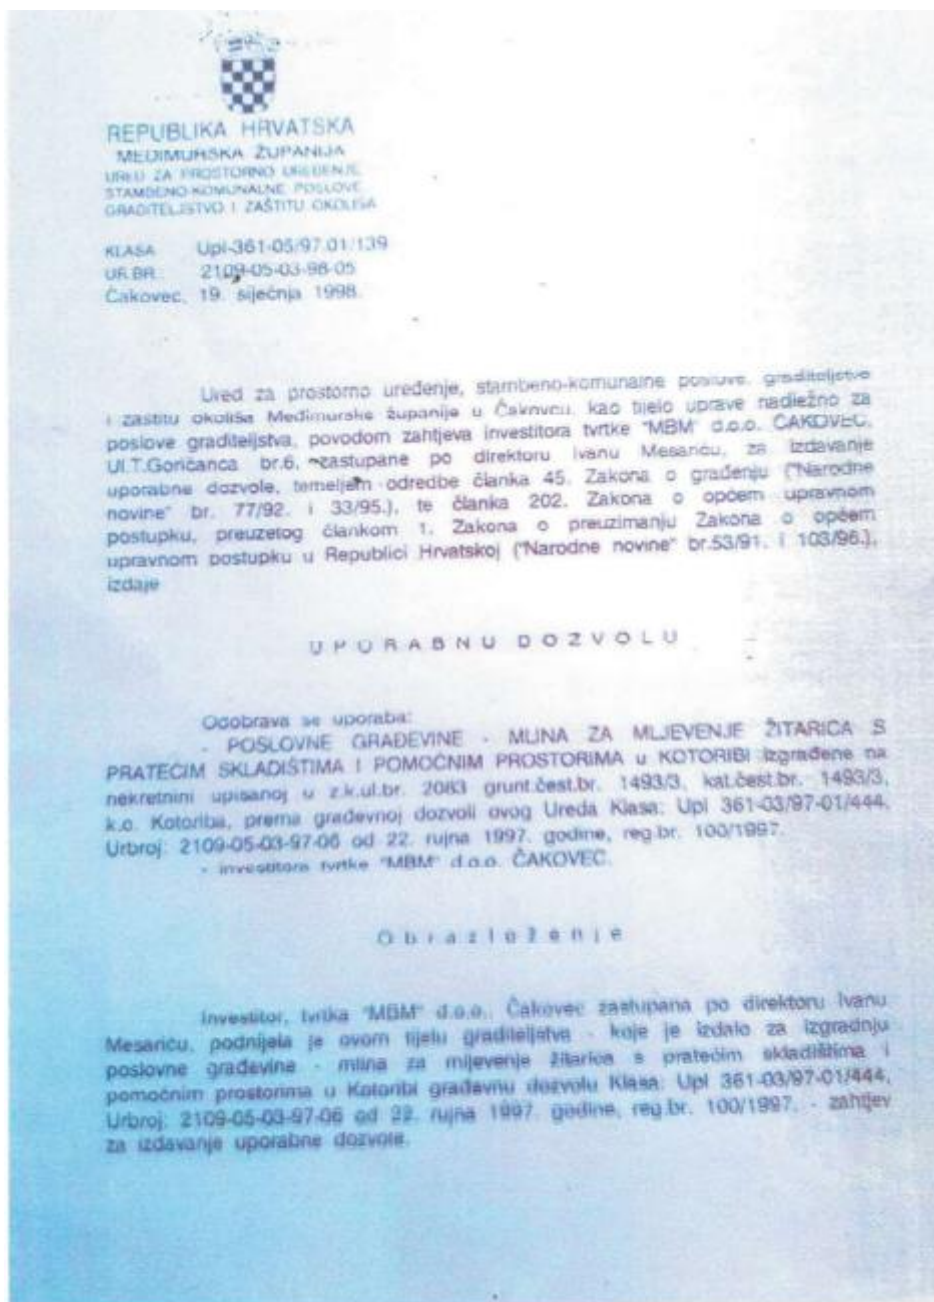 REPUBLIKA HRVATSKA
MEĐIMURSKA ŽUPANIJA
URED ZA PROSTORNO UREĐENJE,
STAMBENO-KOMUNALNE POSLOVE,
GRADITELJSTVO I ZAŠTITU OKOLIŠA
KLASA: UpI-361-05/97.01/139
UR.BR.: 2109-05-03-98-05
Čakovec, 19. siječnja 1998.
Ured za prostorno uređenje, stambeno-komunalne poslove, graditeljstvo
i zaštitu okoliša Međimurske županije u Čakovcu, kao tijelo uprave nadležno za
poslove graditeljstva, povodom zahtjeva investitora tvrtke "MBM" d.o.o. ČAKOVEC,
Ul.T.Goričanca br.6, zastupane po direktoru Ivanu Mesariću, za izdavanje
uporabne dozvole, temeljem odredbe članka 45. Zakona o građenju ("Narodne
novine" br. 77/92. i 33/95.), te članka 202. Zakona o općem upravnom
postupku, preuzetog člankom 1. Zakona o preuzimanju Zakona o općem
upravnom postupku u Republici Hrvatskoj ("Narodne novine" br.53/91. i 103/96.),
izdaje
UPORABNU DOZVOLU
Odobrava se uporaba:
- POSLOVNE GRAĐEVINE - MLINA ZA MLJEVENJE ŽITARICA S
PRATEĆIM SKLADIŠTIMA I POMOĆNIM PROSTORIMA u KOTORIBI izgrađene na
nekretnini upisanoj u z.k.ul.br. 2083 grunt.čest.br. 1493/3, kat.čest.br. 1493/3,
k.o. Kotoriba, prema građevnoj dozvoli ovog Ureda Klasa: UpI 361-03/97-01/444,
Urbroj: 2109-05-03-97-06 od 22. rujna 1997. godine, reg.br. 100/1997.
- investitora tvrtke "MBM" d.o.o. ČAKOVEC.
Obrazloženje
Investitor, tvrtka "MBM" d.o.o., Čakovec zastupana po direktoru Ivanu
Mesariću, podnijela je ovom tijelu graditeljstva - koje je izdalo za izgradnju
poslovne građevine - mlina za mljevenje žitarica s pratećim skladištima i
pomoćnim prostorima u Kotoribi građevnu dozvolu Klasa: UpI 361-03/97-01/444,
Urbroj: 2109-05-03-97-06 od 22. rujna 1997. godine, reg.br. 100/1997. - zahtjev
za izdavanje uporabne dozvole.